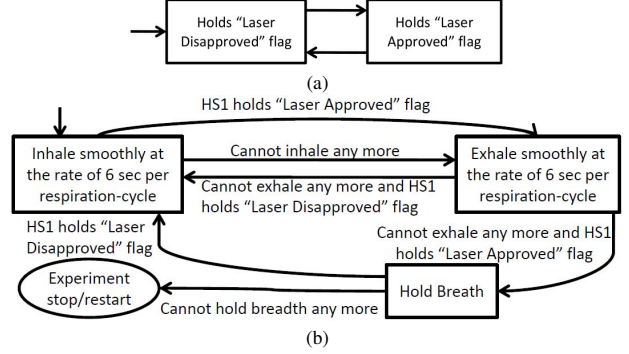 Holds “Laser
Disapproved” flag
Holds “Laser
Approved” flag
(a)
HS1 holds “Laser Approved” flag
Inhale smoothly at
the rate of 6 sec per
respiration-cycle
Cannot inhale any more
Cannot exhale any more and HS1
holds “Laser Disapproved” flag
Exhale smoothly at
the rate of 6 sec per
respiration-cycle
HS1 holds “Laser
Disapproved” flag
Cannot exhale any more and HS1
holds “Laser Approved” flag
Experiment
stop/restart
Cannot hold breadth any more
Hold Breath
(b)